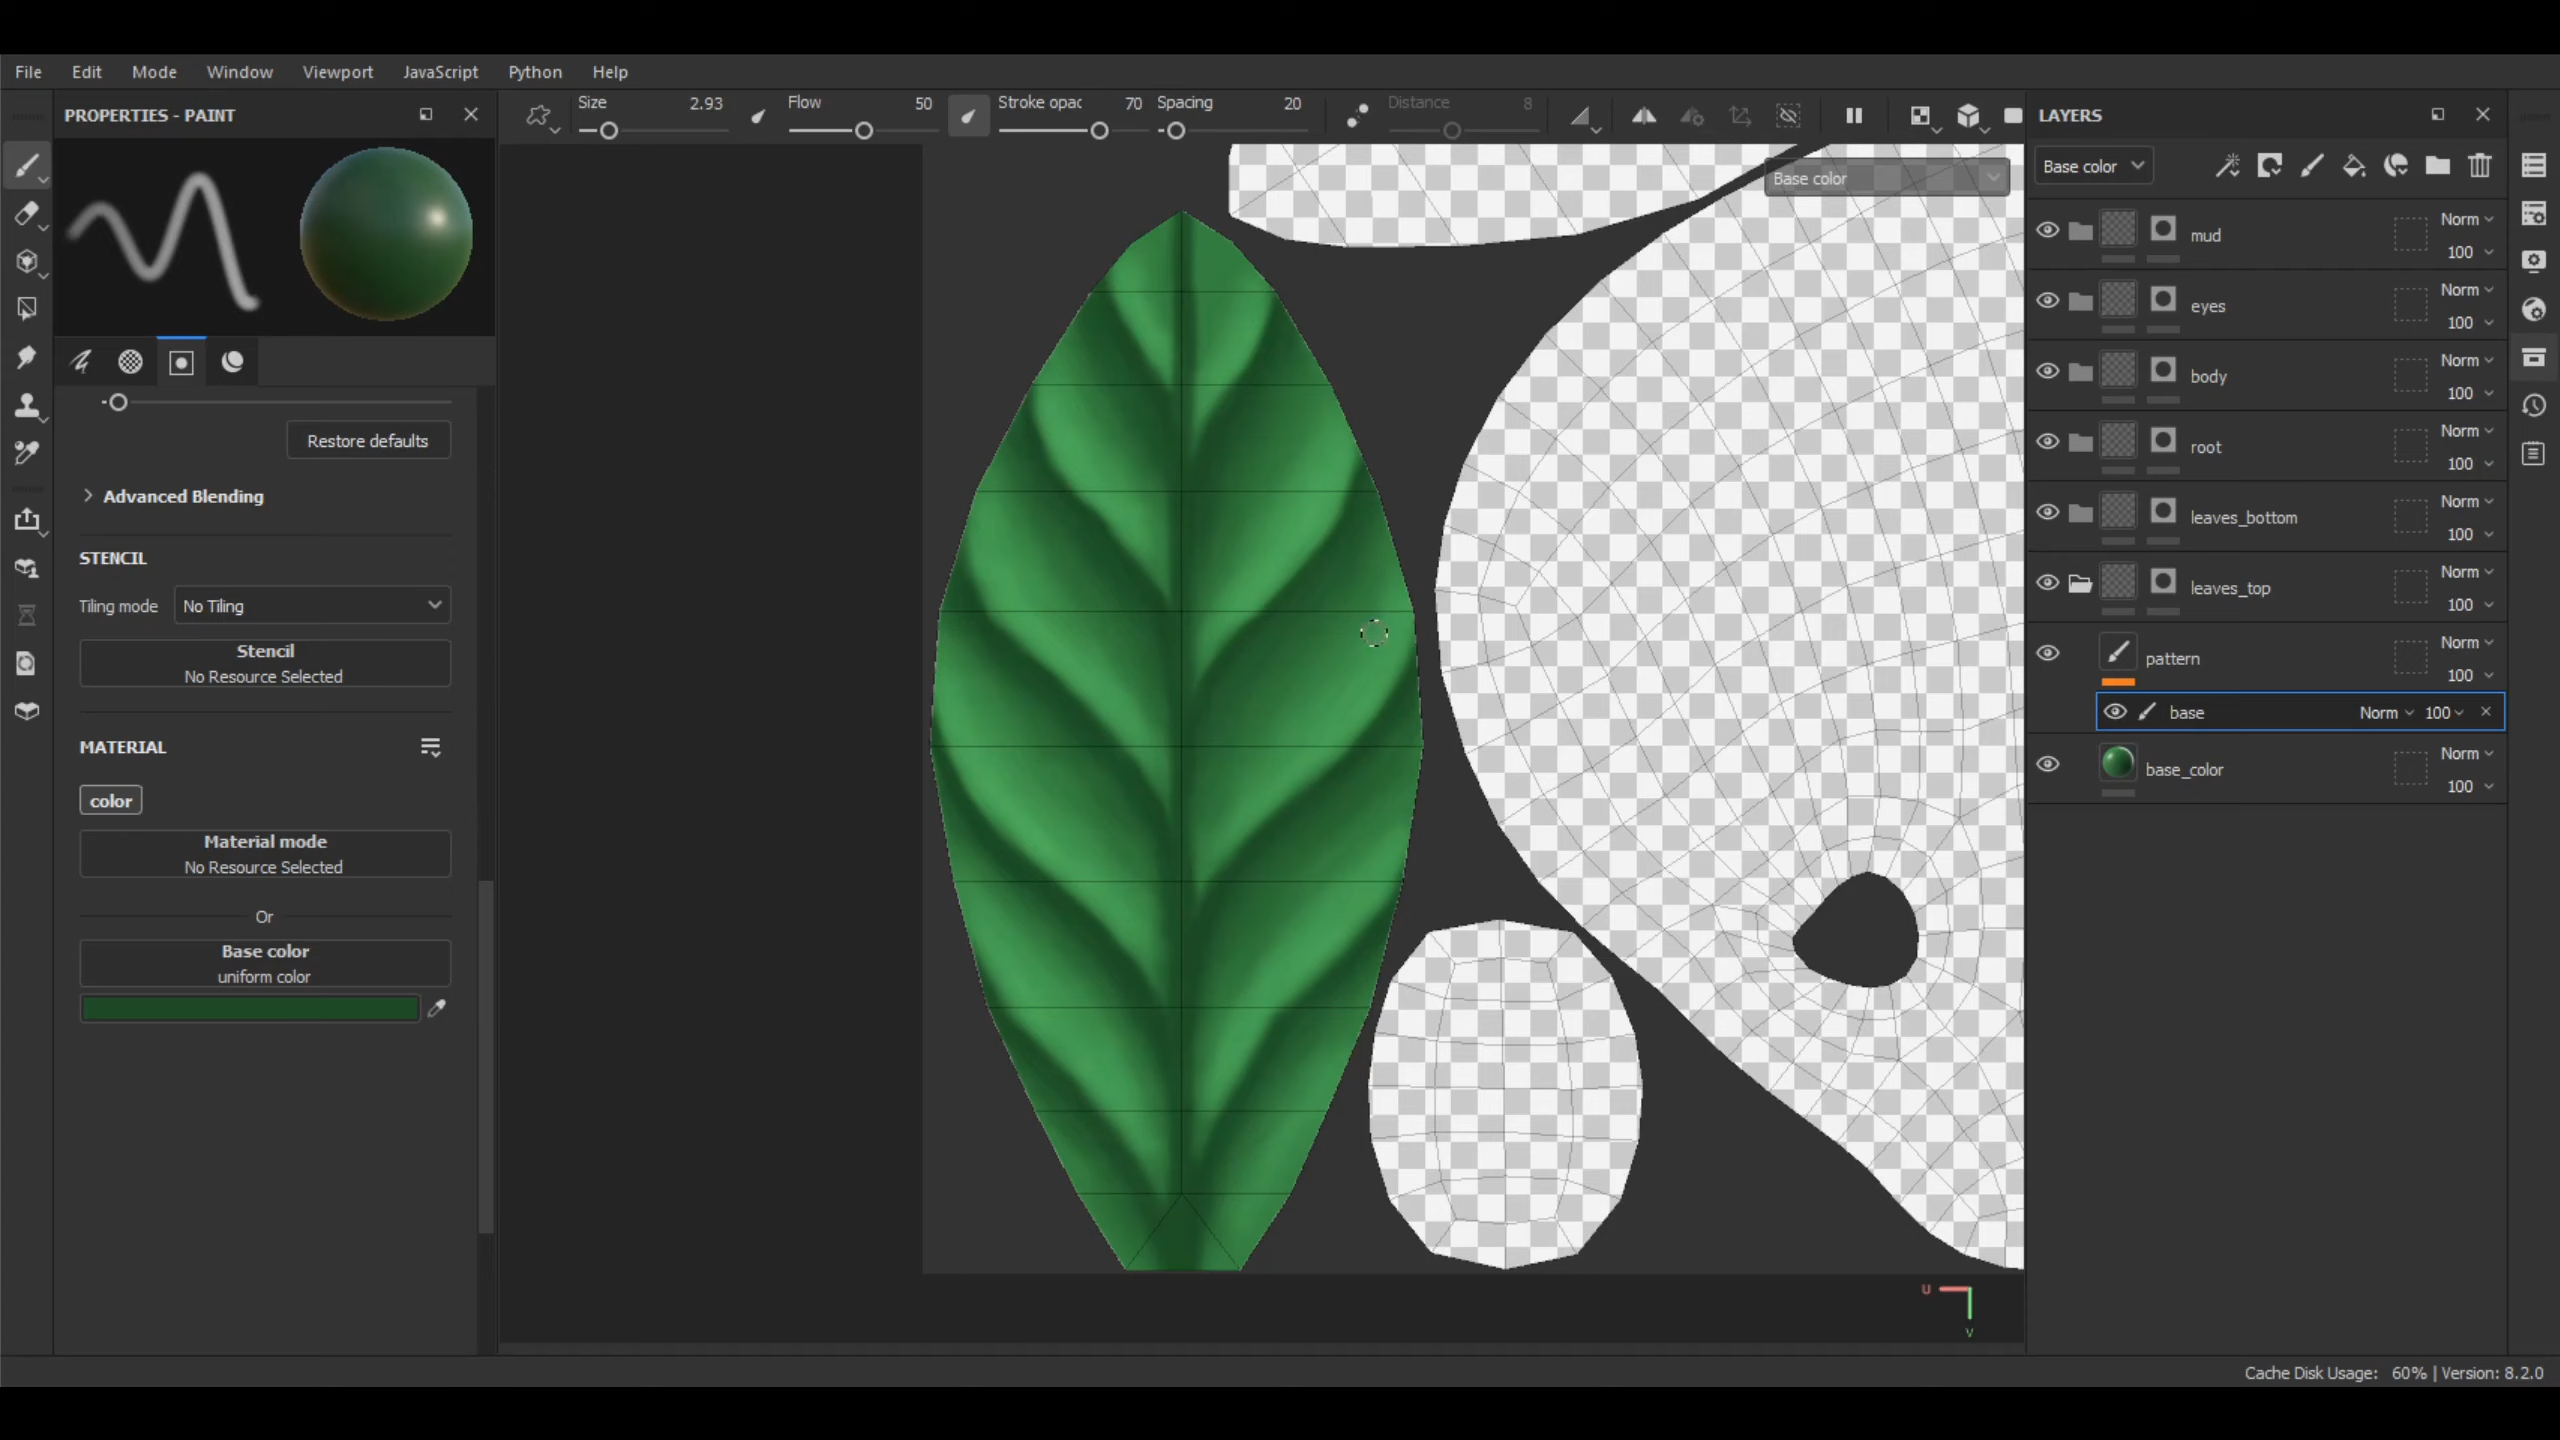 File Edit Mode Window Viewport JavaScript Python Help
PROPERTIES - PAINT
Size 2.93 Flow 50 Stroke opac 70 Spacing 20 Distance 8
LAYERS
Base color
Base color
Restore defaults
Advanced Blending
STENCIL
Tiling mode No Tiling
Stencil
No Resource Selected
MATERIAL
color
Material mode
No Resource Selected
Or
Base color
uniform color
mud Norm
100
eyes Norm
100
body Norm
100
root Norm
100
leaves_bottom Norm
100
leaves_top Norm
100
pattern Norm
100
base Norm 100
base_color Norm
100
U
V
Cache Disk Usage: 60% | Version: 8.2.0